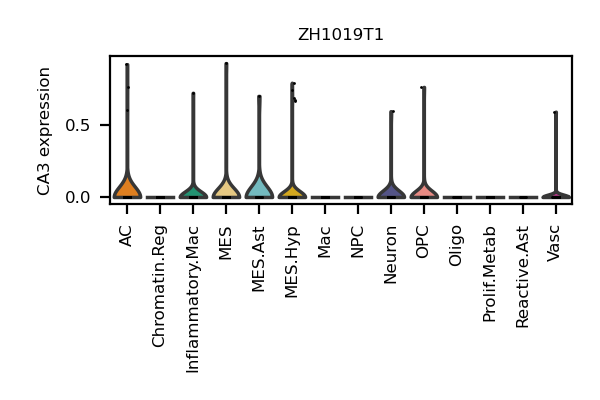 ZH1019T1
CA3 expression
0.5
0.0
AC
Chromatin.Reg
Inflammatory.Mac
MES
MES.Ast
MES.Hyp
Mac
NPC
Neuron
OPC
Oligo
Prolif.Metab
Reactive.Ast
Vasc